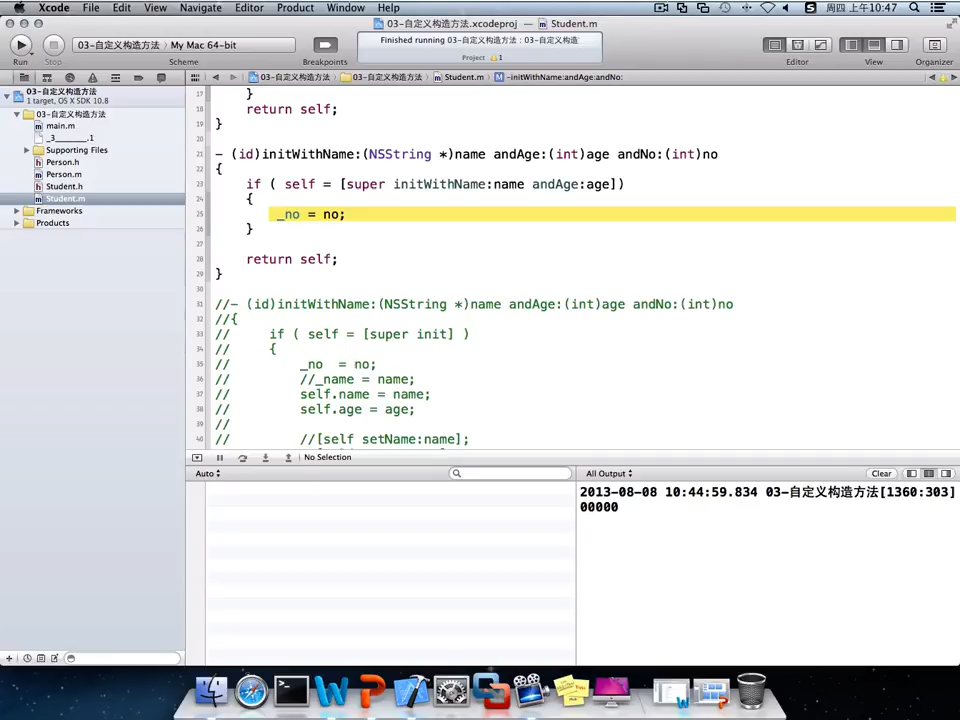 Xcode File Edit View Navigate Editor Product Window Help 周四 上午10:47
03-自定义构造方法.xcodeproj — Student.m
Run Stop
03-自定义构造方法 〉 My Mac 64-bit
Scheme
Breakpoints
Finished running 03-自定义构造方法 : 03-自定义构造
Project 1
Editor
View
Organizer
03-自定义构造方法 〉 03-自定义构造方法 〉 Student.m 〉 M -initWithName:andAge:andNo:
03-自定义构造方法
1 target, OS X SDK 10.8
03-自定义构造方法
main.m
_3_______.1
Supporting Files
Person.h
Person.m
Student.h
Student.m
Frameworks
Products
17 }
18 return self;
19 }
20
21 - (id)initWithName:(NSString *)name andAge:(int)age andNo:(int)no
22 {
23 if ( self = [super initWithName:name andAge:age])
24 {
25 _no = no;
26 }
27
28 return self;
29 }
30
31 //- (id)initWithName:(NSString *)name andAge:(int)age andNo:(int)no
32 //{
33 // if ( self = [super init] )
34 // {
35 // _no = no;
36 // //_name = name;
37 // self.name = name;
38 // self.age = age;
39 //
40 // //[self setName:name];
No Selection
Auto
All Output
Clear
2013-08-08 10:44:59.834 03-自定义构造方法[1360:303]
00000